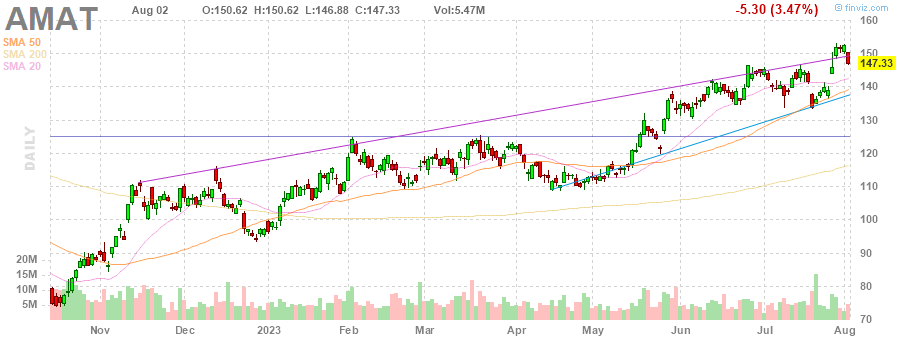 AMAT Aug 02 O:150.62 H:150.62 L:146.88 C:147.33 Vol:5.47M -5.30 (3.47%) © finviz.com
SMA 50
SMA 200
SMA 20
DAILY
160
150
147.33
140
130
120
110
100
90
80
70
20M
15M
10M
5M
Nov Dec 2023 Feb Mar Apr May Jun Jul Aug